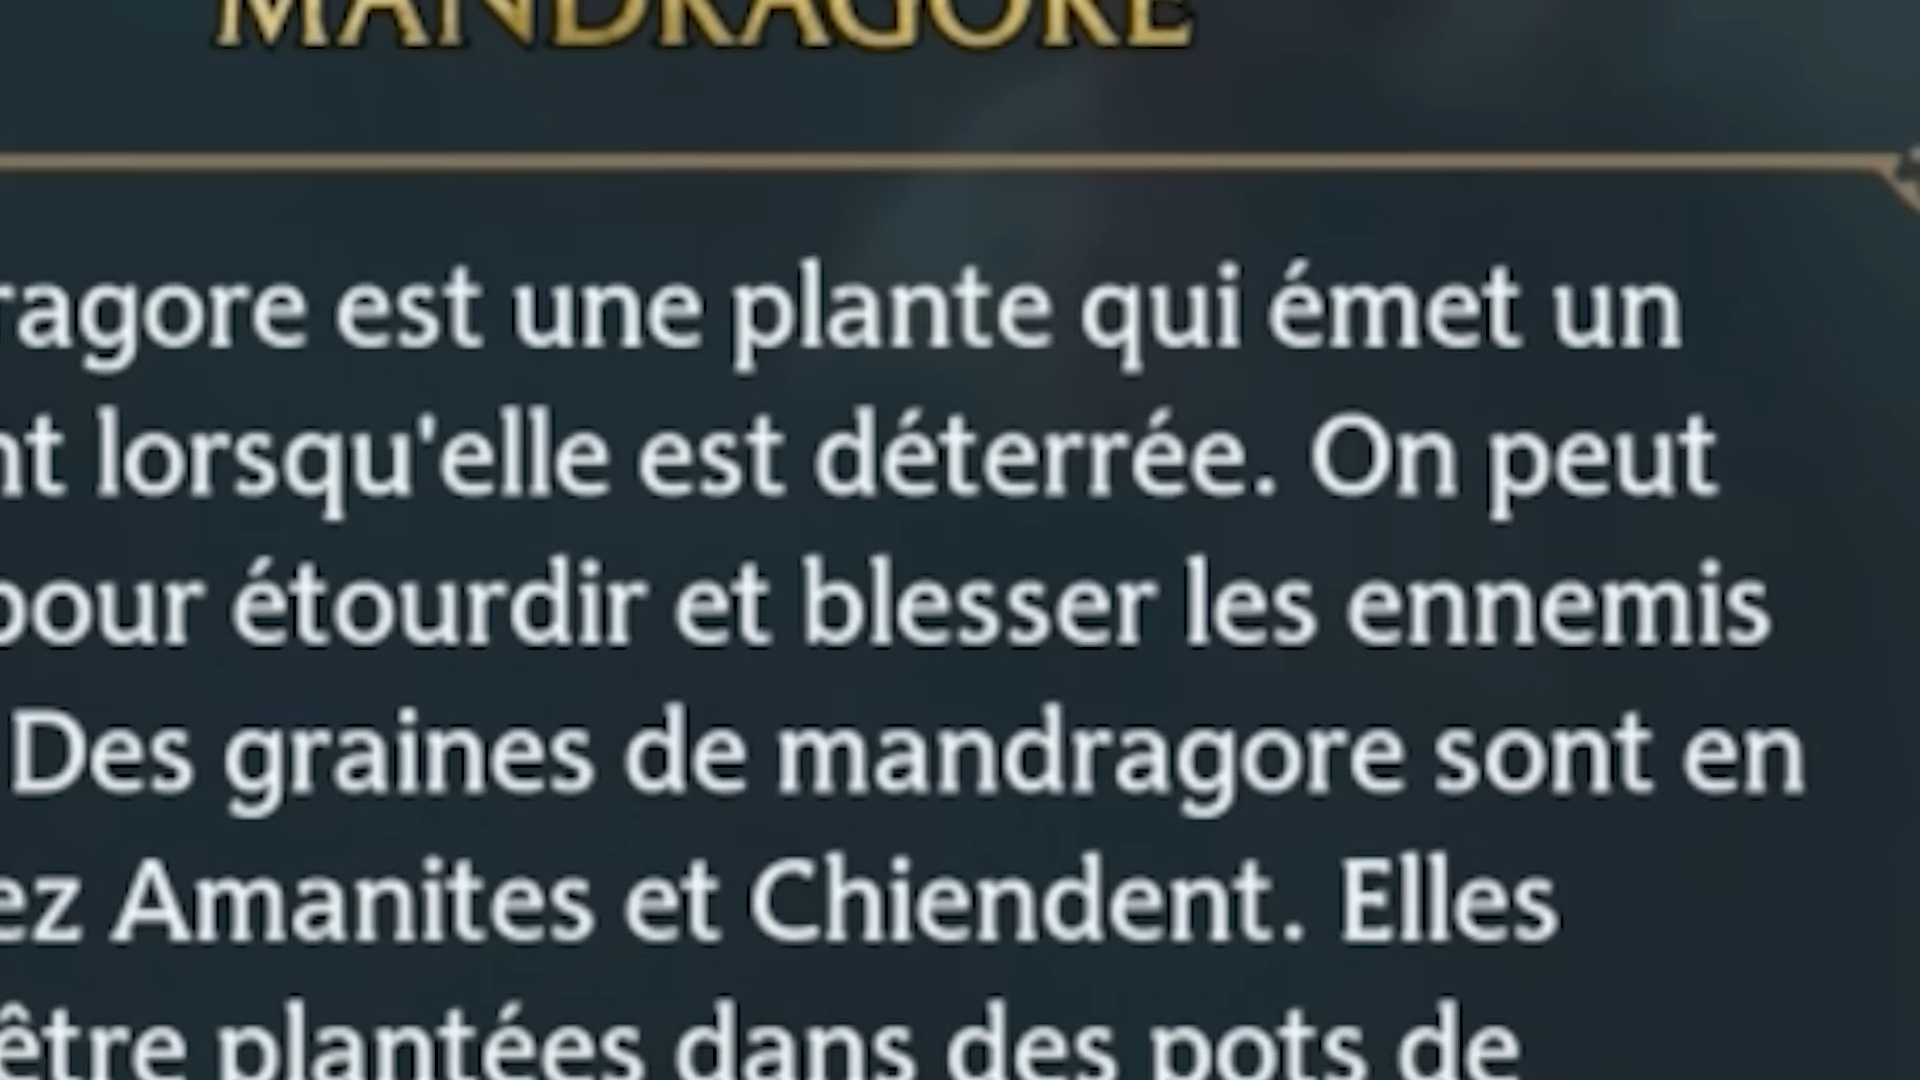 MANDRAGORE
ragore est une plante qui émet un
nt lorsqu'elle est déterrée. On peut
pour étourdir et blesser les ennemis
Des graines de mandragore sont en
ez Amanites et Chiendent. Elles
être plantées dans des pots de